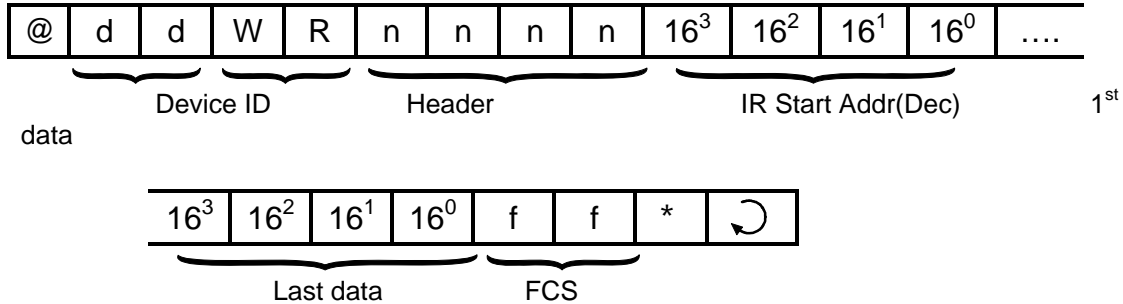 @ d d W R n n n n 16³ 16² 16¹ 16⁰ ....
Device ID Header IR Start Addr(Dec) 1ˢᵗ
data
16³ 16² 16¹ 16⁰ f f *
Last data FCS